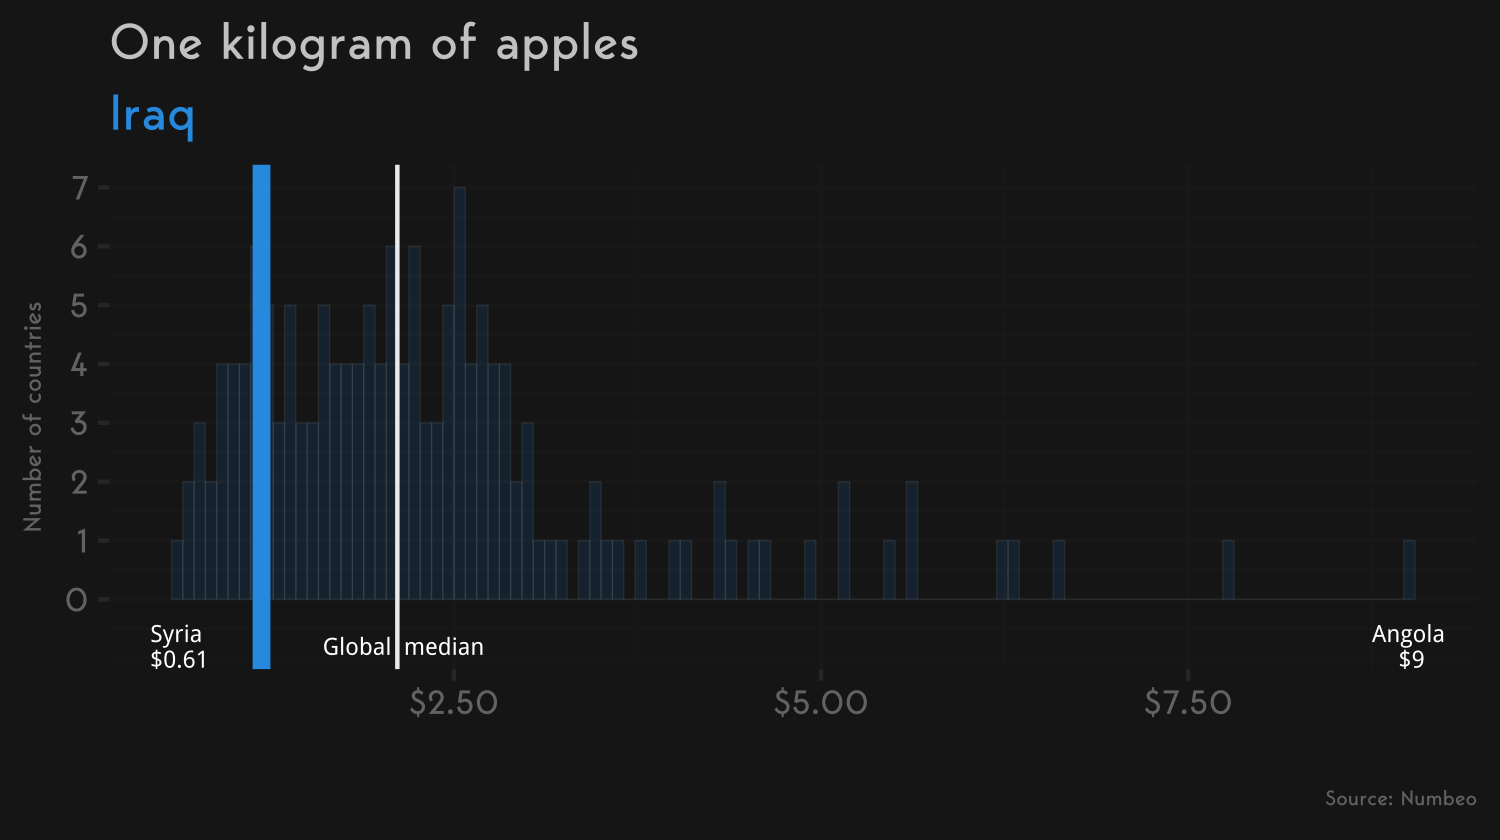 One kilogram of apples
Iraq
Number of countries
7
6
5
4
3
2
1
0
Syria
$0.61
Global median
Angola
$9
$2.50
$5.00
$7.50
Source: Numbeo